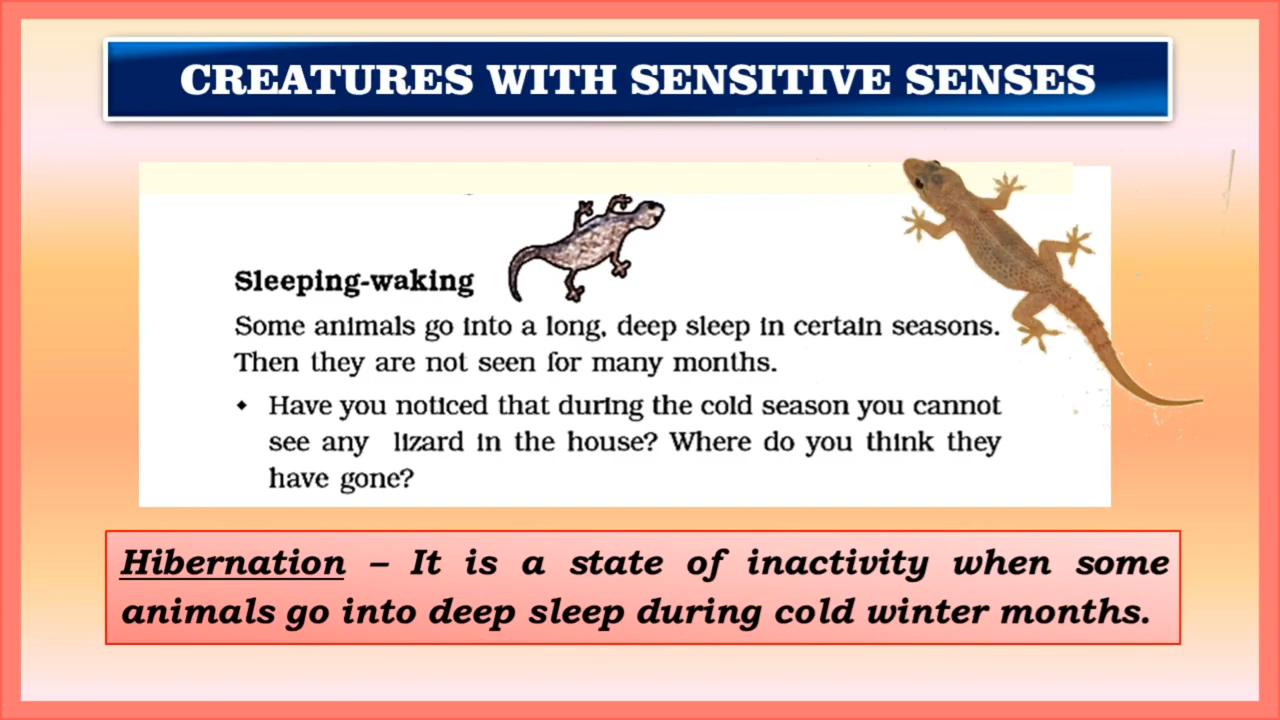 CREATURES WITH SENSITIVE SENSES
Sleeping-waking
Some animals go into a long, deep sleep in certain seasons.
Then they are not seen for many months.
◆ Have you noticed that during the cold season you cannot
see any lizard in the house? Where do you think they
have gone?
Hibernation – It is a state of inactivity when some
animals go into deep sleep during cold winter months.